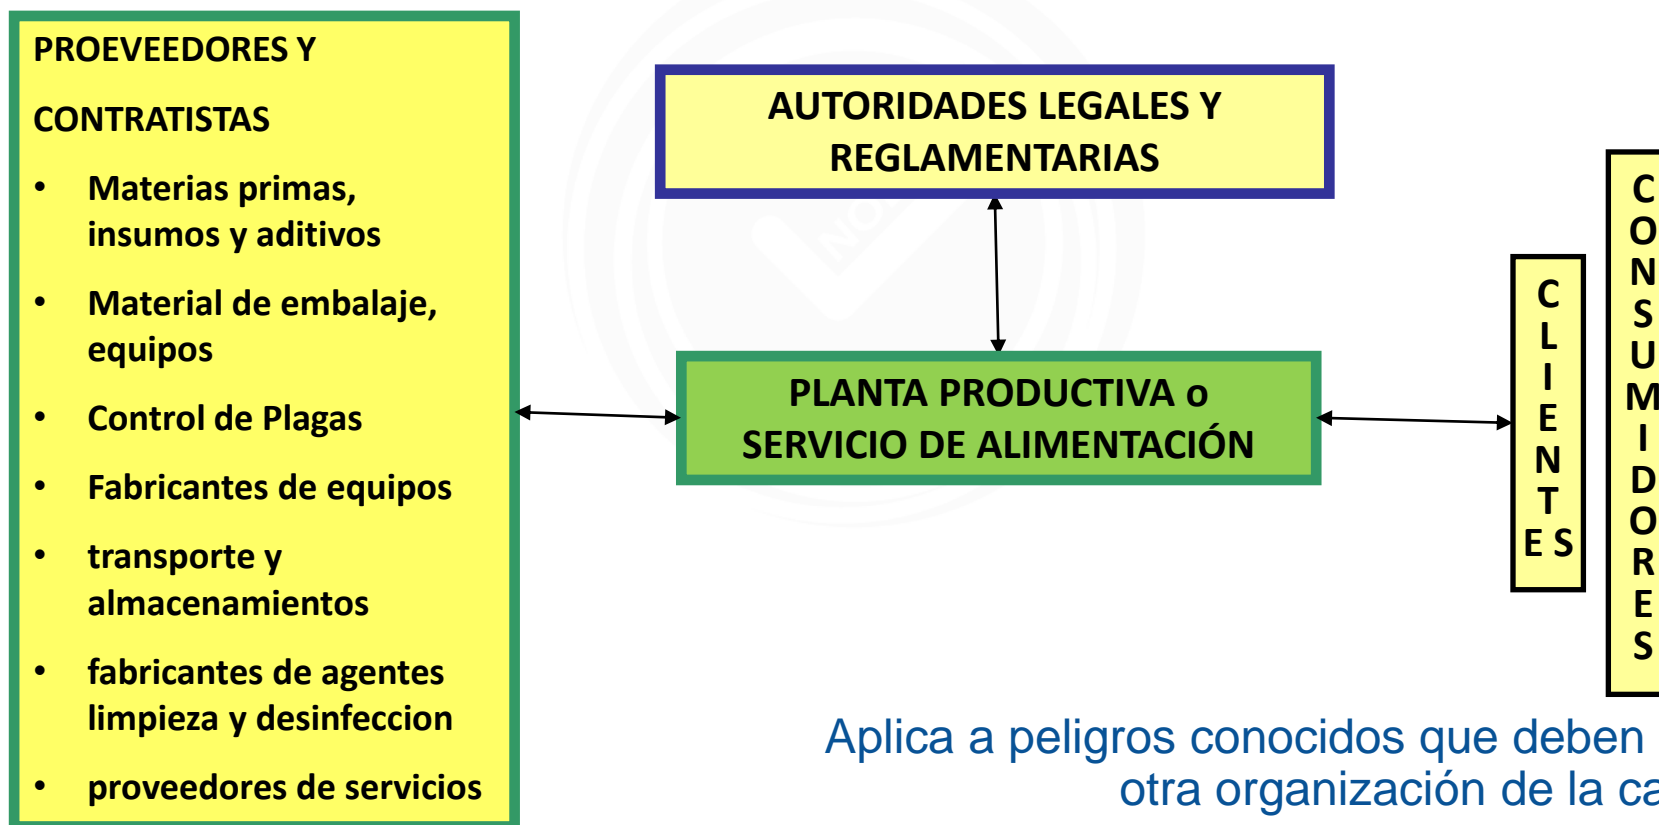 PROEVEEDORES Y
CONTRATISTAS
• Materias primas,
insumos y aditivos
• Material de embalaje,
equipos
• Control de Plagas
• Fabricantes de equipos
• transporte y
almacenamientos
• fabricantes de agentes
limpieza y desinfeccion
• proveedores de servicios
AUTORIDADES LEGALES Y
REGLAMENTARIAS
PLANTA PRODUCTIVA o
SERVICIO DE ALIMENTACIÓN
C
L
I
E
N
T
E S
C
O
N
S
U
M
I
D
O
R
E
S
Aplica a peligros conocidos que deben
otra organización de la ca